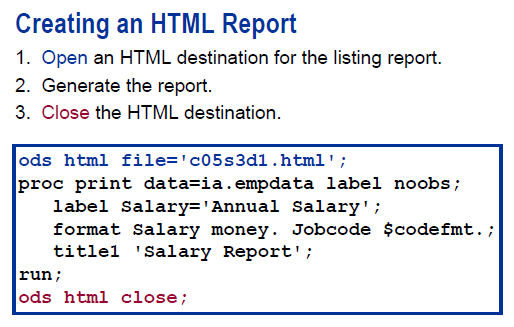 Creating an HTML Report
1. Open an HTML destination for the listing report.
2. Generate the report.
3. Close the HTML destination.
ods html file='c05s3d1.html';
proc print data=ia.empdata label noobs;
label Salary='Annual Salary';
format Salary money. Jobcode $codefmt.;
title1 'Salary Report';
run;
ods html close;